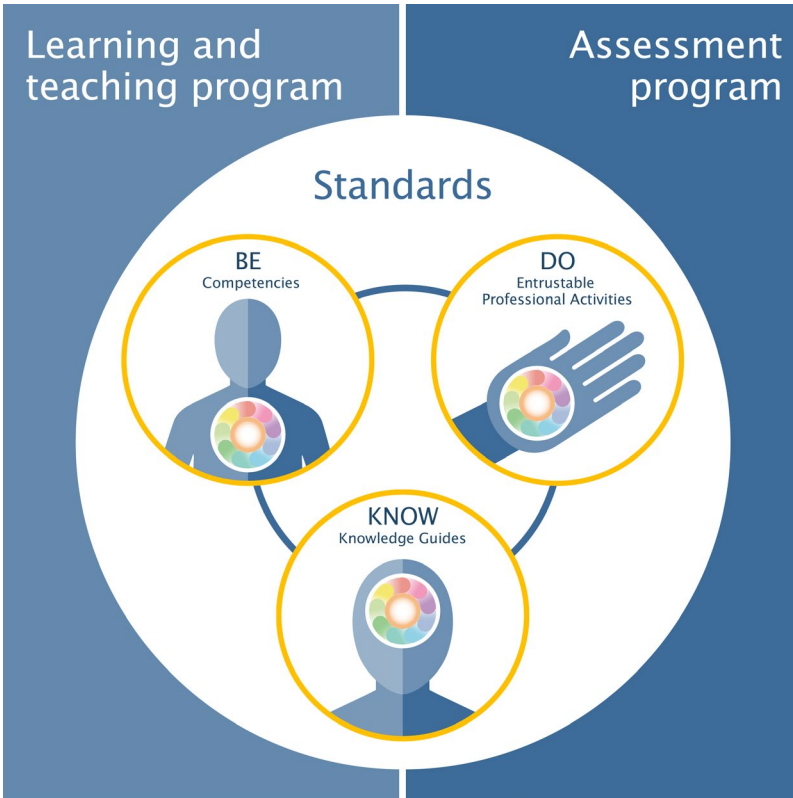 Learning and
teaching program
Assessment
program
Standards
BE
Competencies
DO
Entrustable
Professional Activities
KNOW
Knowledge Guides